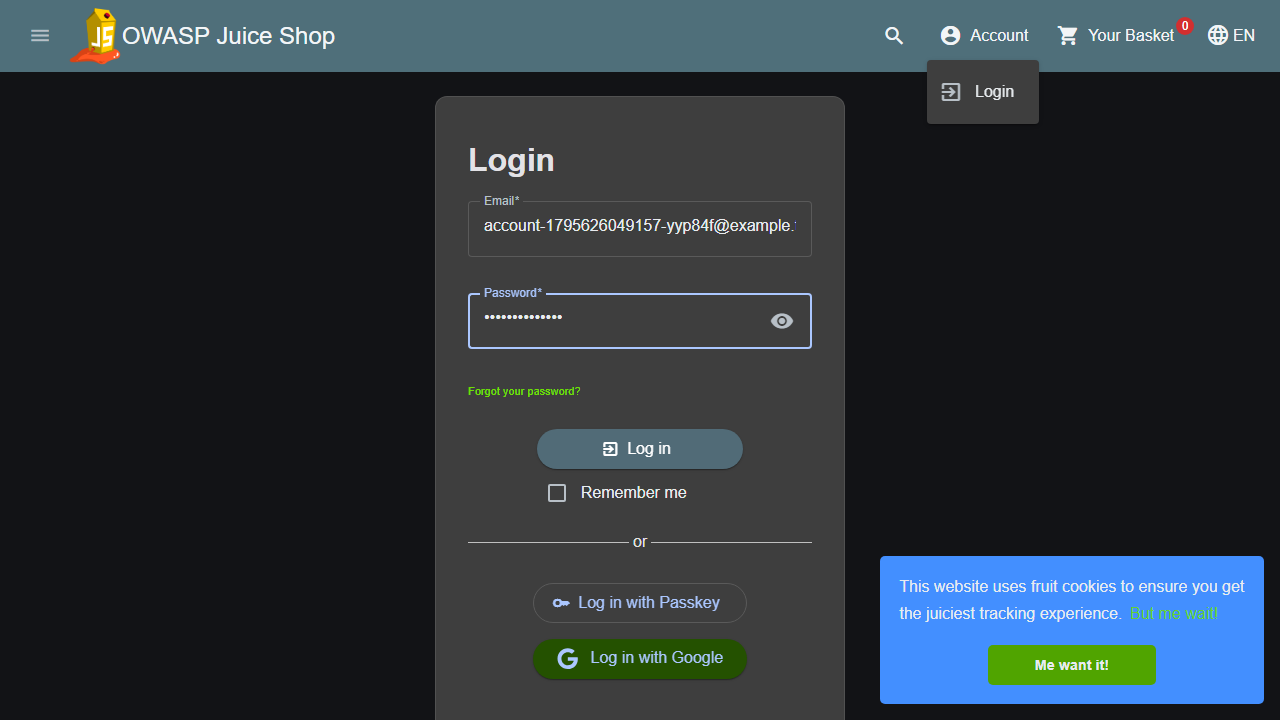 OWASP Juice Shop
Account
Your Basket
0
EN
Login
Login
Email*
account-1795626049157-yyp84f@example.
Password*
••••••••••••••
Forgot your password?
Log in
Remember me
or
Log in with Passkey
Log in with Google
This website uses fruit cookies to ensure you get
the juiciest tracking experience. But me wait!
Me want it!